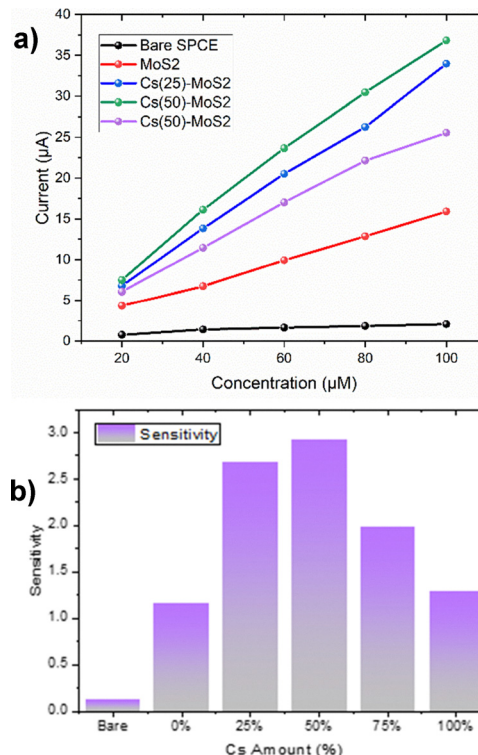 a)
40
35
30
25
20
15
10
5
0
Current (µA)
Bare SPCE
MoS2
Cs(25)-MoS2
Cs(50)-MoS2
Cs(50)-MoS2
20 40 60 80 100
Concentration (µM)
b)
3.0
2.5
2.0
1.5
1.0
0.5
0.0
Sensitivity
Sensitivity
Bare 0% 25% 50% 75% 100%
Cs Amount (%)